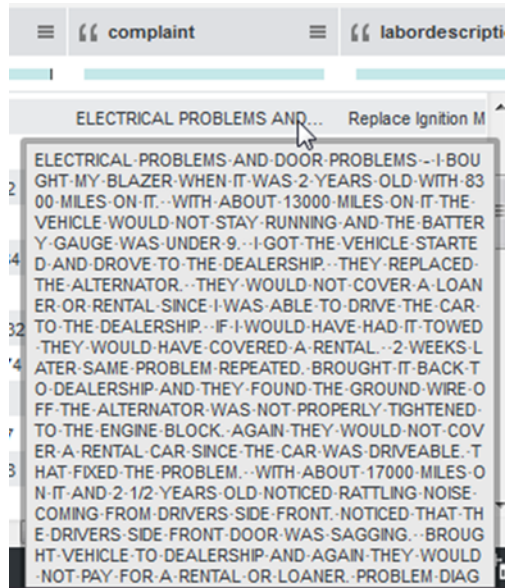 complaint labordescripti
ELECTRICAL PROBLEMS AND... Replace Ignition M
ELECTRICAL·PROBLEMS·AND·DOOR·PROBLEMS·-·I·BOU
GHT·MY·BLAZER·WHEN·IT·WAS·2·YEARS·OLD·WITH·83
00·MILES·ON·IT.··WITH·ABOUT·13000·MILES·ON·IT·THE·
VEHICLE·WOULD·NOT·STAY·RUNNING·AND·THE·BATTER
Y·GAUGE·WAS·UNDER·9.··I·GOT·THE·VEHICLE·STARTE
D·AND·DROVE·TO·THE·DEALERSHIP.··THEY·REPLACED·
THE·ALTERNATOR.··THEY·WOULD·NOT·COVER·A·LOAN
ER·OR·RENTAL·SINCE·I·WAS·ABLE·TO·DRIVE·THE·CAR·
TO·THE·DEALERSHIP.··IF·I·WOULD·HAVE·HAD·IT·TOWED
·THEY·WOULD·HAVE·COVERED·A·RENTAL.··2·WEEKS·L
ATER·SAME·PROBLEM·REPEATED.·BROUGHT·IT·BACK·T
O·DEALERSHIP·AND·THEY·FOUND·THE·GROUND·WIRE·O
FF·THE·ALTERNATOR·WAS·NOT·PROPERLY·TIGHTENED·
TO·THE·ENGINE·BLOCK.·AGAIN·THEY·WOULD·NOT·COV
ER·A·RENTAL·CAR·SINCE·THE·CAR·WAS·DRIVEABLE.·T
HAT·FIXED·THE·PROBLEM.··WITH·ABOUT·17000·MILES·O
N·IT·AND·2·1/2·YEARS·OLD·NOTICED·RATTLING·NOISE·
COMING·FROM·DRIVERS·SIDE·FRONT.·NOTICED·THAT·TH
E·DRIVERS·SIDE·FRONT·DOOR·WAS·SAGGING.··BROUG
HT·VEHICLE·TO·DEALERSHIP·AND·AGAIN·THEY·WOULD
·NOT·PAY·FOR·A·RENTAL·OR·LOANER.·PROBLEM·DIAG